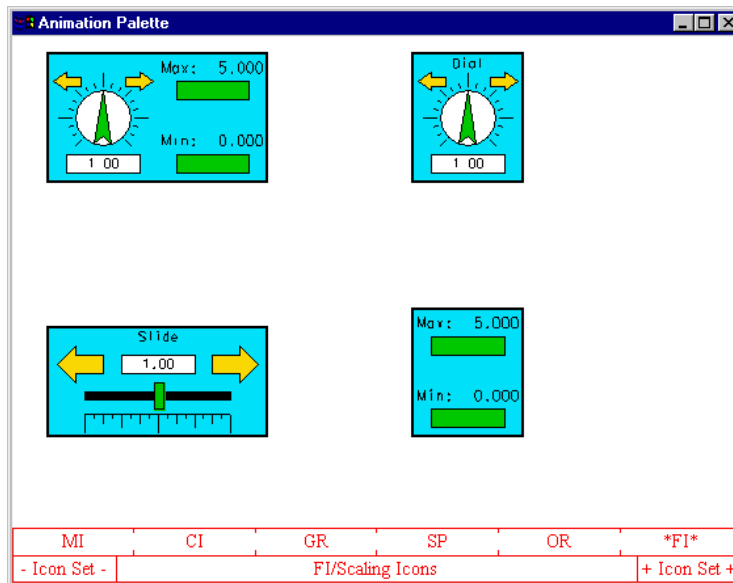 Animation Palette
Max: 5.000
Min: 0.000
1 00
Dial
1 00
Slide
1.00
Max: 5.000
Min: 0.000
MI CI GR SP OR *FI*
- Icon Set - FI/Scaling Icons + Icon Set +